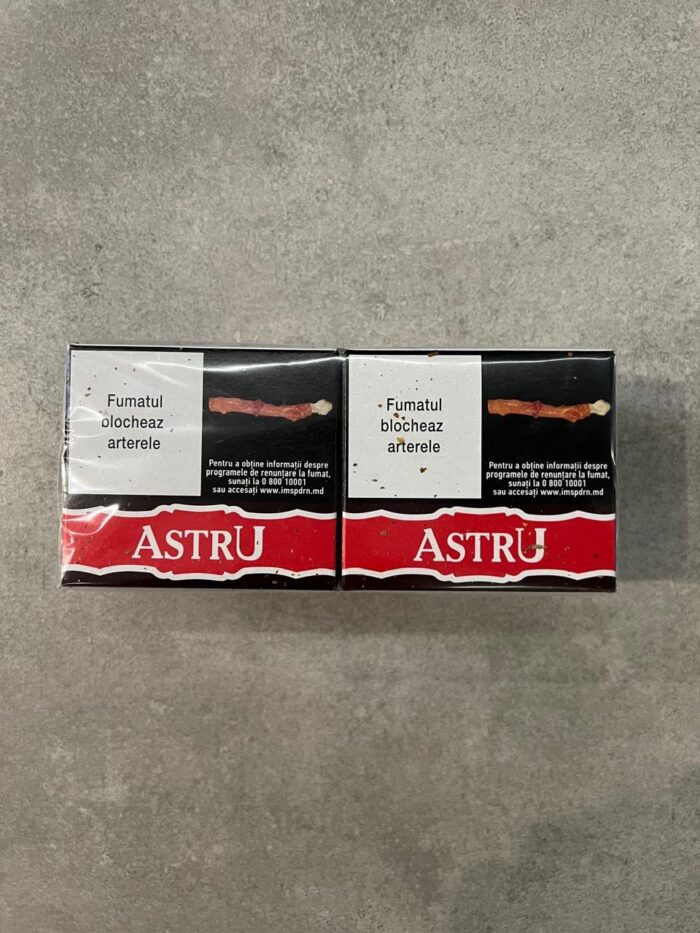 Fumatul
blocheaz
arterele
Pentru a obține informații despre
programele de renunțare la fumat,
sunați la 0 800 10001
sau accesați www.imspdrn.md
ASTRU
Fumatul
blocheaz
arterele
Pentru a obține informații despre
programele de renunțare la fumat,
sunați la 0 800 10001
sau accesați www.imspdrn.md
ASTRU